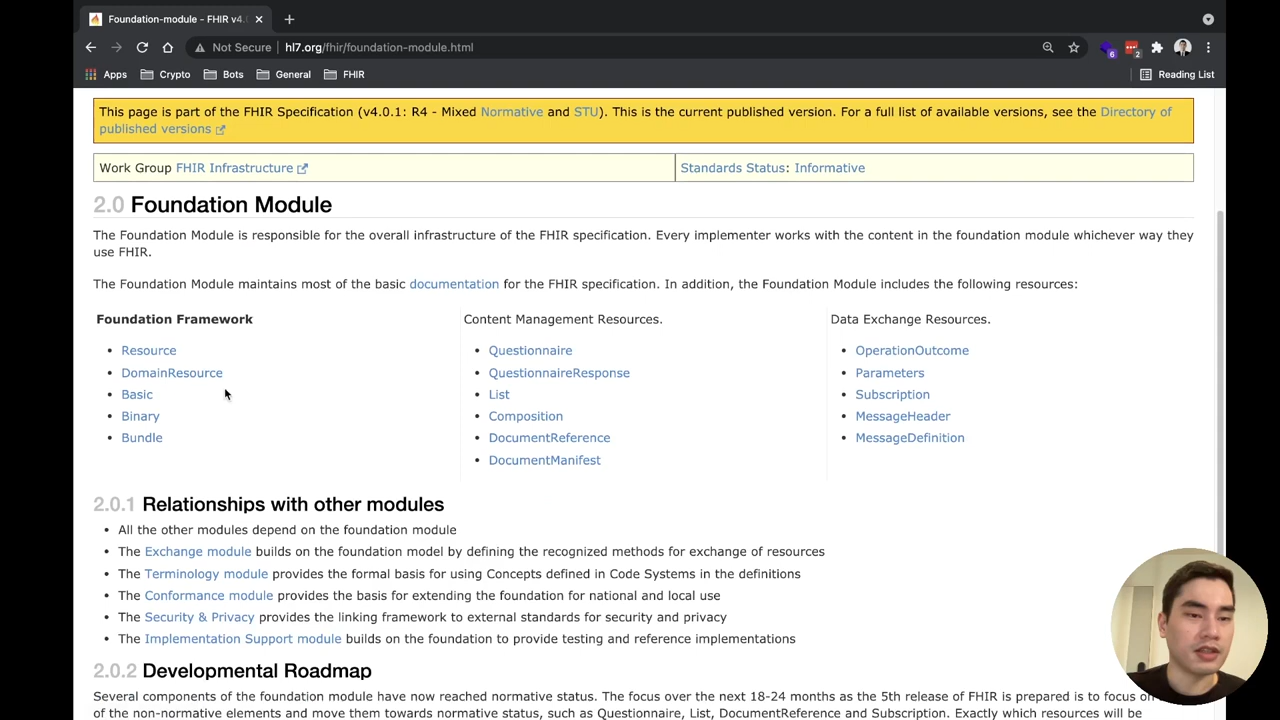 Foundation-module - FHIR v4.
Not Secure | hl7.org/fhir/foundation-module.html
6
2
Apps Crypto Bots General FHIR Reading List
This page is part of the FHIR Specification (v4.0.1: R4 - Mixed Normative and STU). This is the current published version. For a full list of available versions, see the Directory of
published versions
Work Group FHIR Infrastructure Standards Status: Informative
2.0 Foundation Module
The Foundation Module is responsible for the overall infrastructure of the FHIR specification. Every implementer works with the content in the foundation module whichever way they
use FHIR.
The Foundation Module maintains most of the basic documentation for the FHIR specification. In addition, the Foundation Module includes the following resources:
Foundation Framework
Resource
DomainResource
Basic
Binary
Bundle
Content Management Resources.
Questionnaire
QuestionnaireResponse
List
Composition
DocumentReference
DocumentManifest
Data Exchange Resources.
OperationOutcome
Parameters
Subscription
MessageHeader
MessageDefinition
2.0.1 Relationships with other modules
All the other modules depend on the foundation module
The Exchange module builds on the foundation model by defining the recognized methods for exchange of resources
The Terminology module provides the formal basis for using Concepts defined in Code Systems in the definitions
The Conformance module provides the basis for extending the foundation for national and local use
The Security & Privacy provides the linking framework to external standards for security and privacy
The Implementation Support module builds on the foundation to provide testing and reference implementations
2.0.2 Developmental Roadmap
Several components of the foundation module have now reached normative status. The focus over the next 18-24 months as the 5th release of FHIR is prepared is to focus on
of the non-normative elements and move them towards normative status, such as Questionnaire, List, DocumentReference and Subscription. Exactly which resources will be